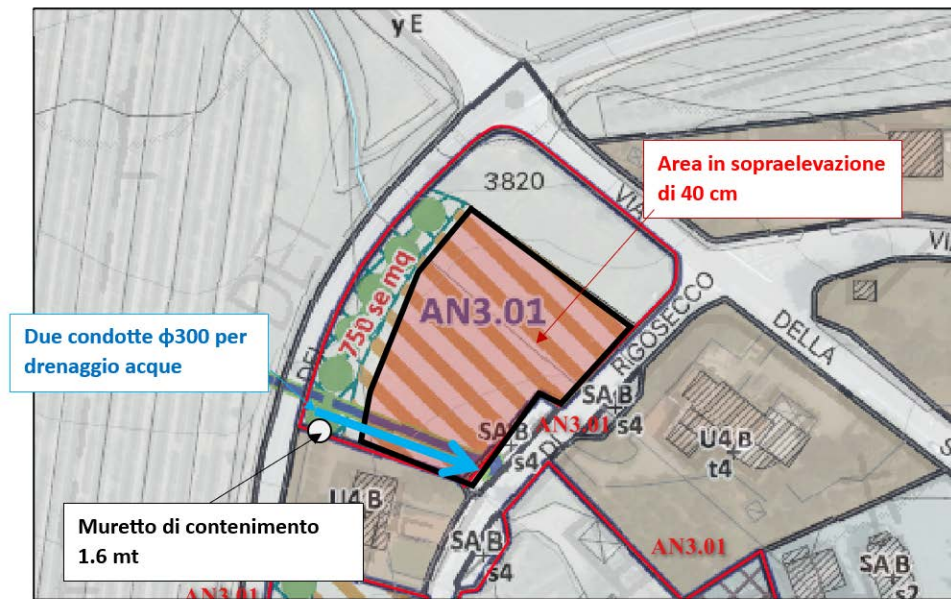 y E
3820
VIA
Area in sopraelevazione
di 40 cm
VI
750 se mq
AN3.01
RIGOSECCO
DELLA
Due condotte ф300 per
drenaggio acque
DEL
SA B
s4
SA B
s4
AN3.01
DI
U4 B
t4
S
U4 B
Muretto di contenimento
1.6 mt
SA B
s4
AN3.01
SA B
s2
AN3.01